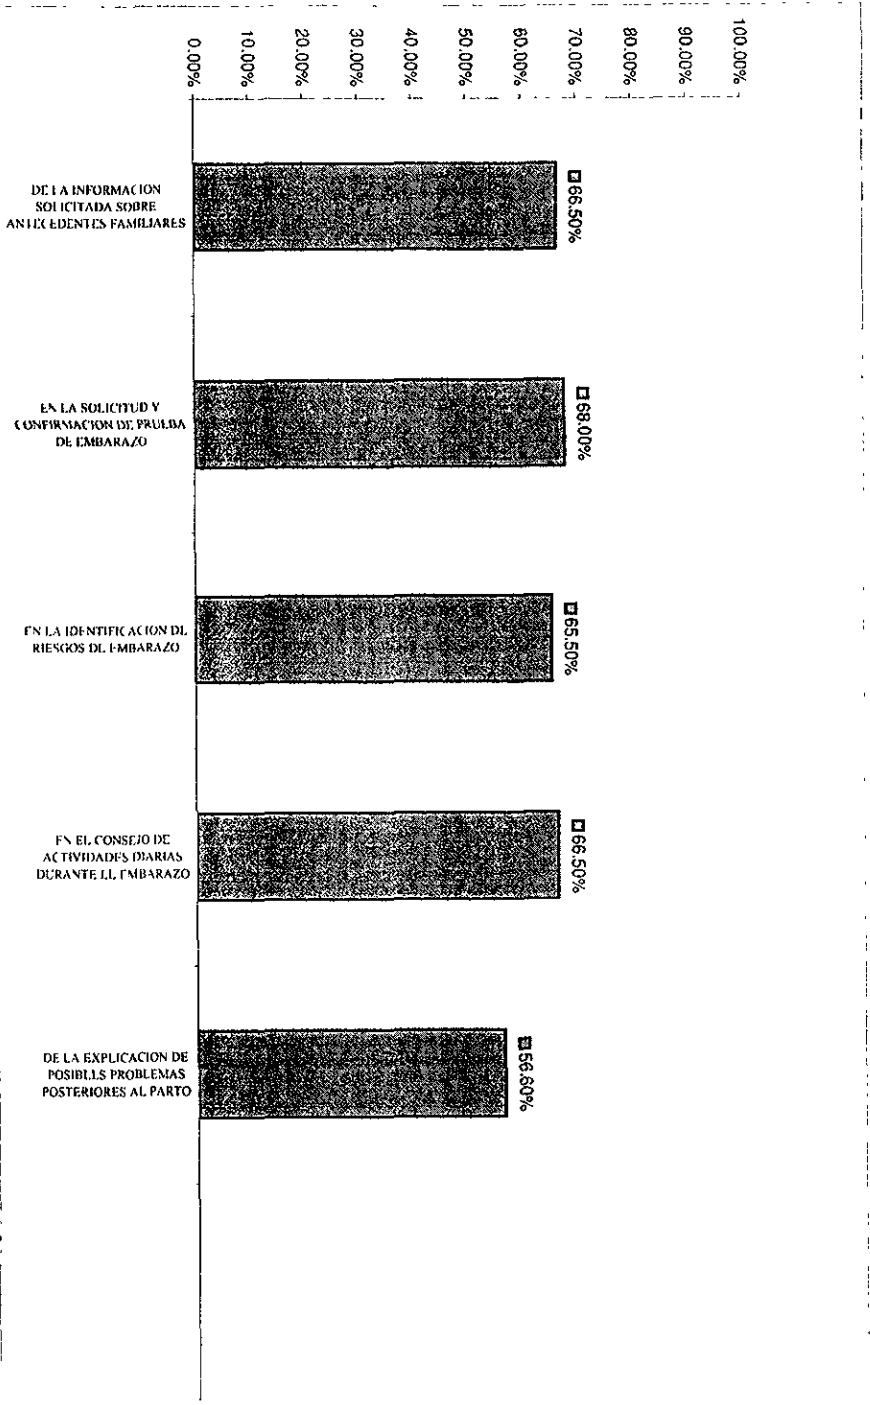 100.00%
90.00%
80.00%
70.00%
60.00%
50.00%
40.00%
30.00%
20.00%
10.00%
0.00%
66.50%
68.00%
65.50%
66.50%
56.60%
DE LA INFORMACION
SOLICITADA SOBRE
ANTECEDENTES FAMILIARES
EN LA SOLICITUD Y
CONFIRMACION DE PRUEBA
DE EMBARAZO
EN LA IDENTIFICACION DE
RIESGOS DE EMBARAZO
EN EL CONSEJO DE
ACTIVIDADES DIARIAS
DURANTE EL EMBARAZO
DE LA EXPLICACION DE
POSIBLES PROBLEMAS
POSTERIORES AL PARTO